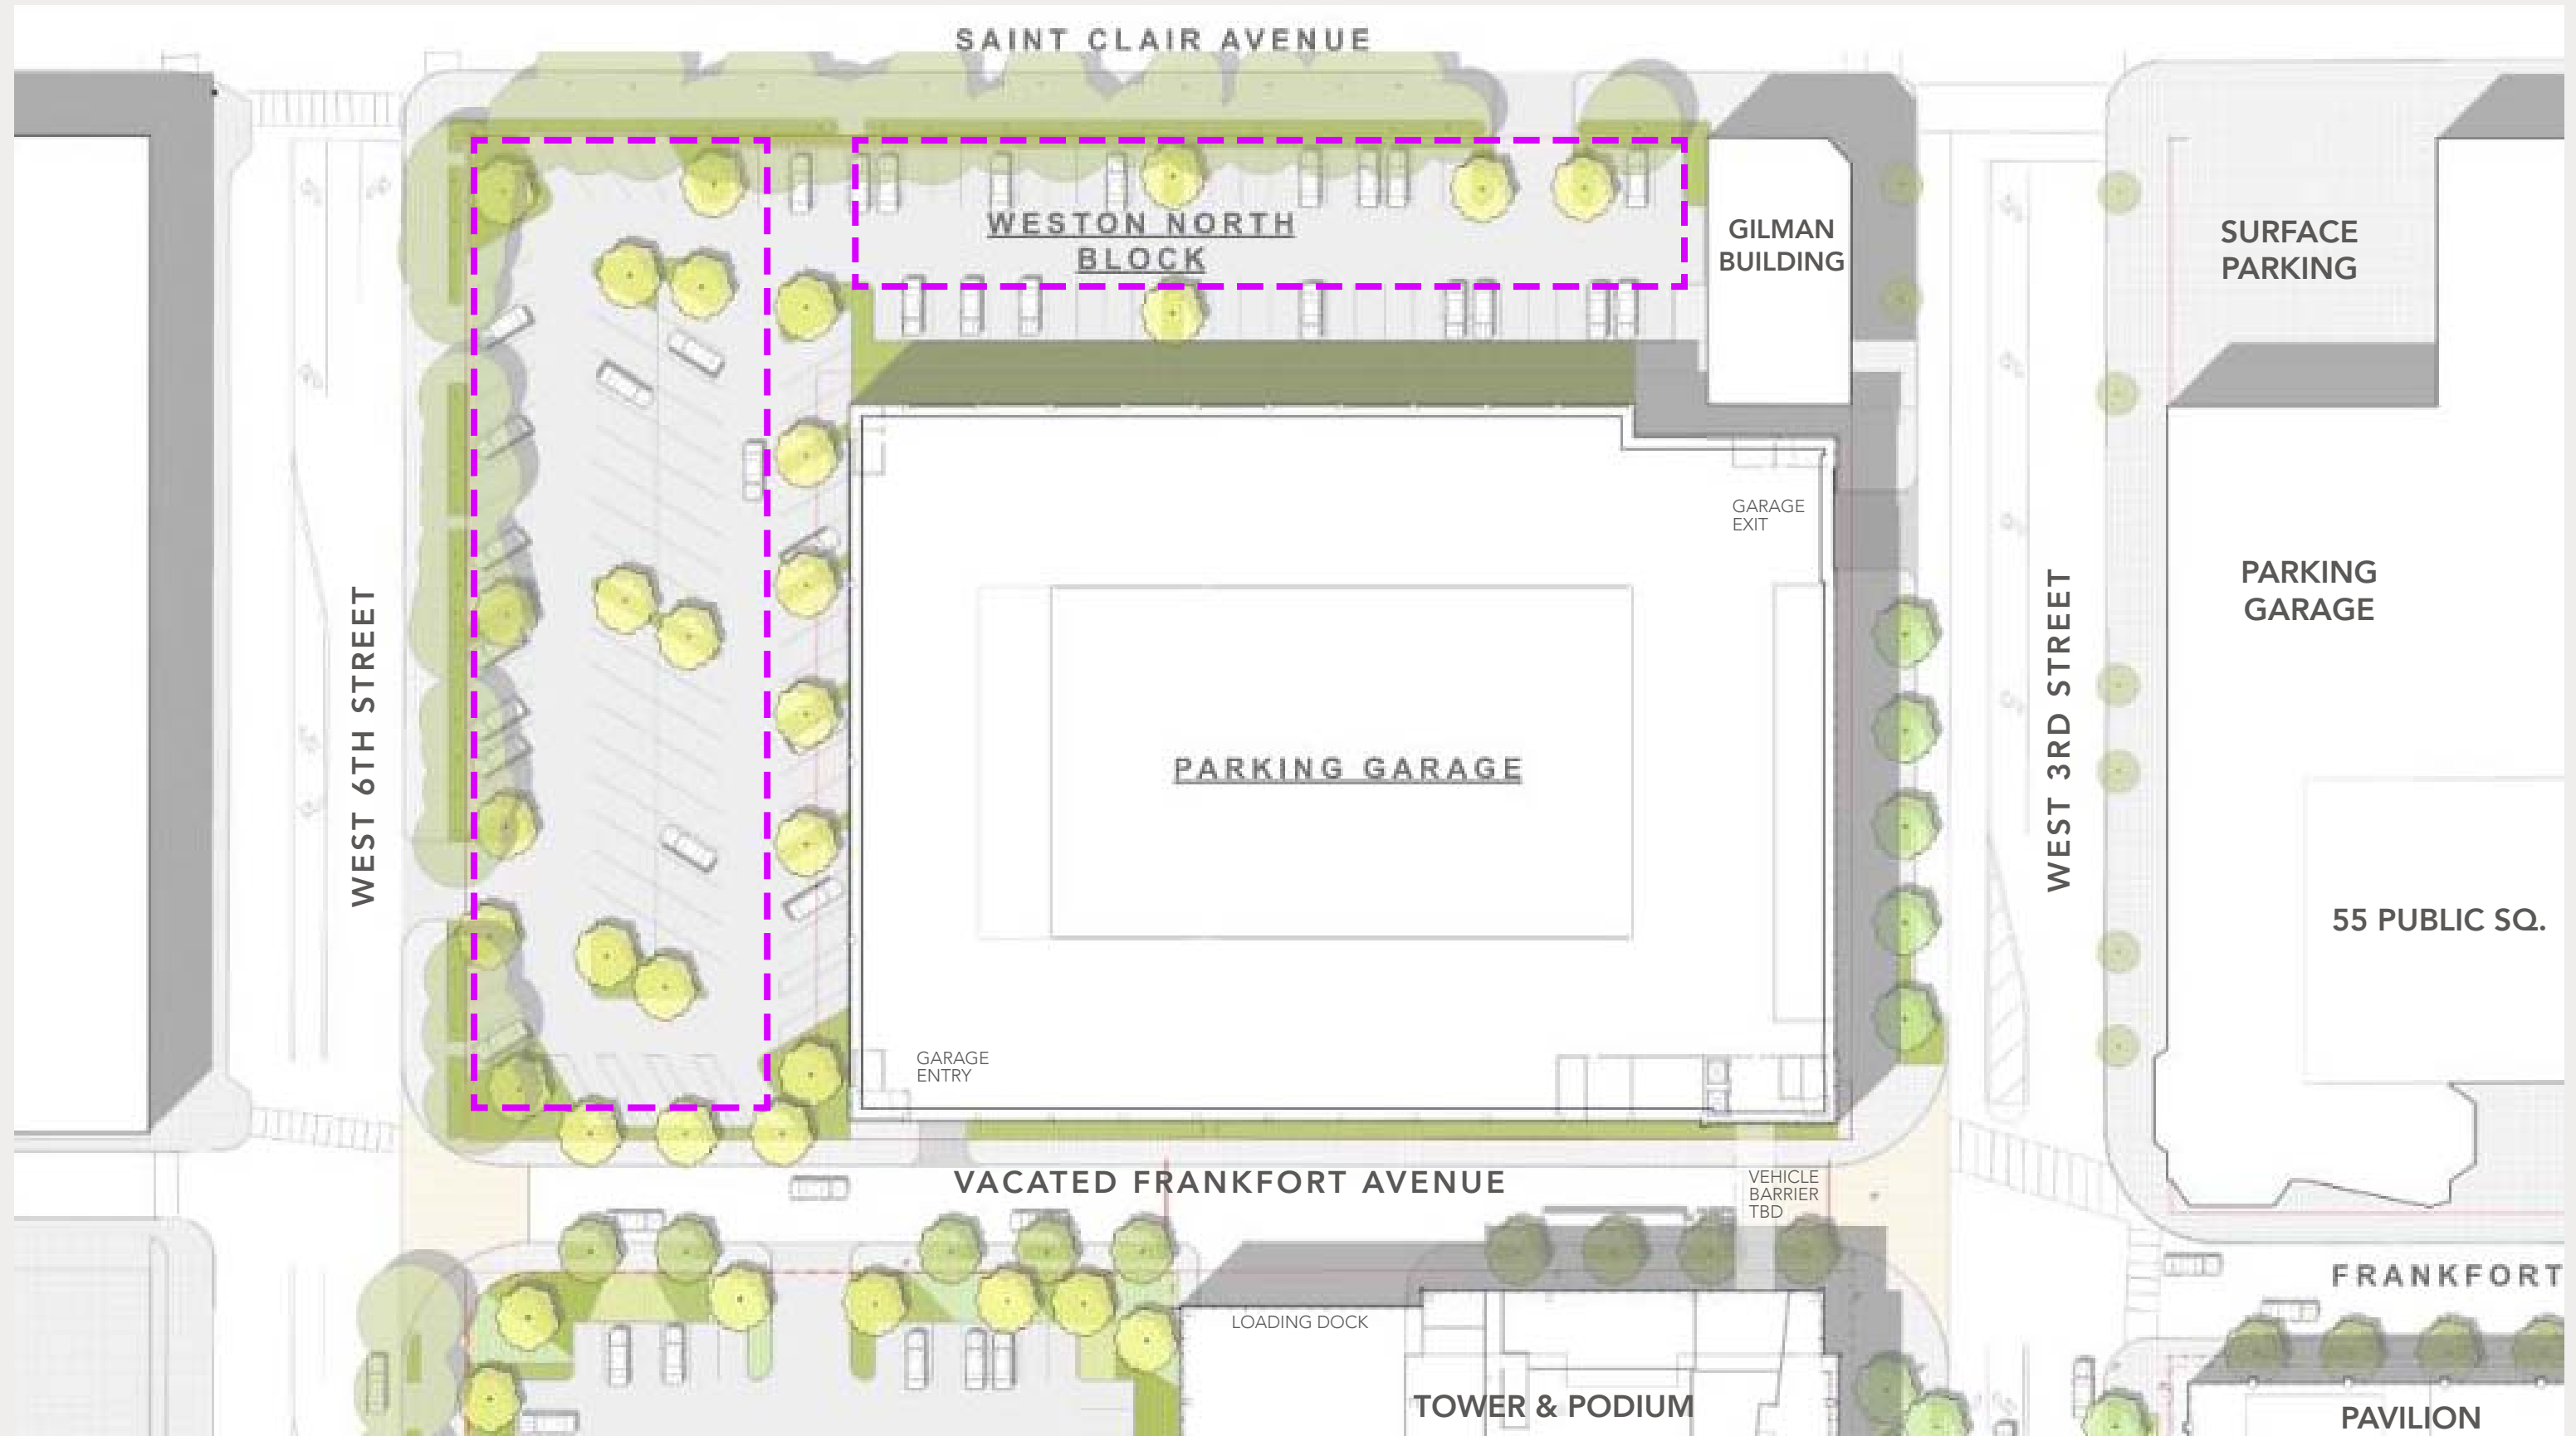 SAINT CLAIR AVENUE
WESTON NORTH
BLOCK
GILMAN
BUILDING
SURFACE
PARKING
GARAGE
EXIT
PARKING
GARAGE
WEST 6TH STREET
WEST 3RD STREET
PARKING GARAGE
55 PUBLIC SQ.
GARAGE
ENTRY
VACATED FRANKFORT AVENUE
VEHICLE
BARRIER
TBD
FRANKFORT
LOADING DOCK
TOWER & PODIUM
PAVILION